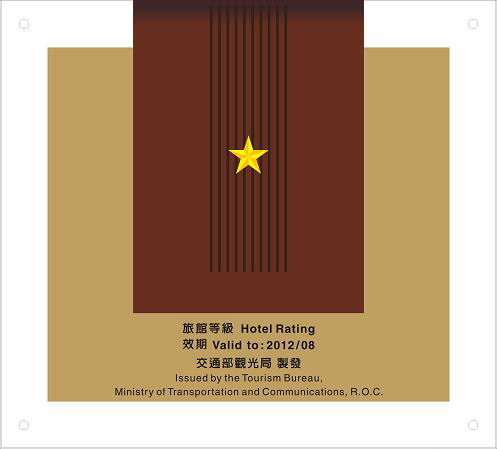 旅館等級 Hotel Rating
效期 Valid to: 2012/08
交通部觀光局 製發
Issued by the Tourism Bureau,
Ministry of Transportation and Communications, R.O.C.